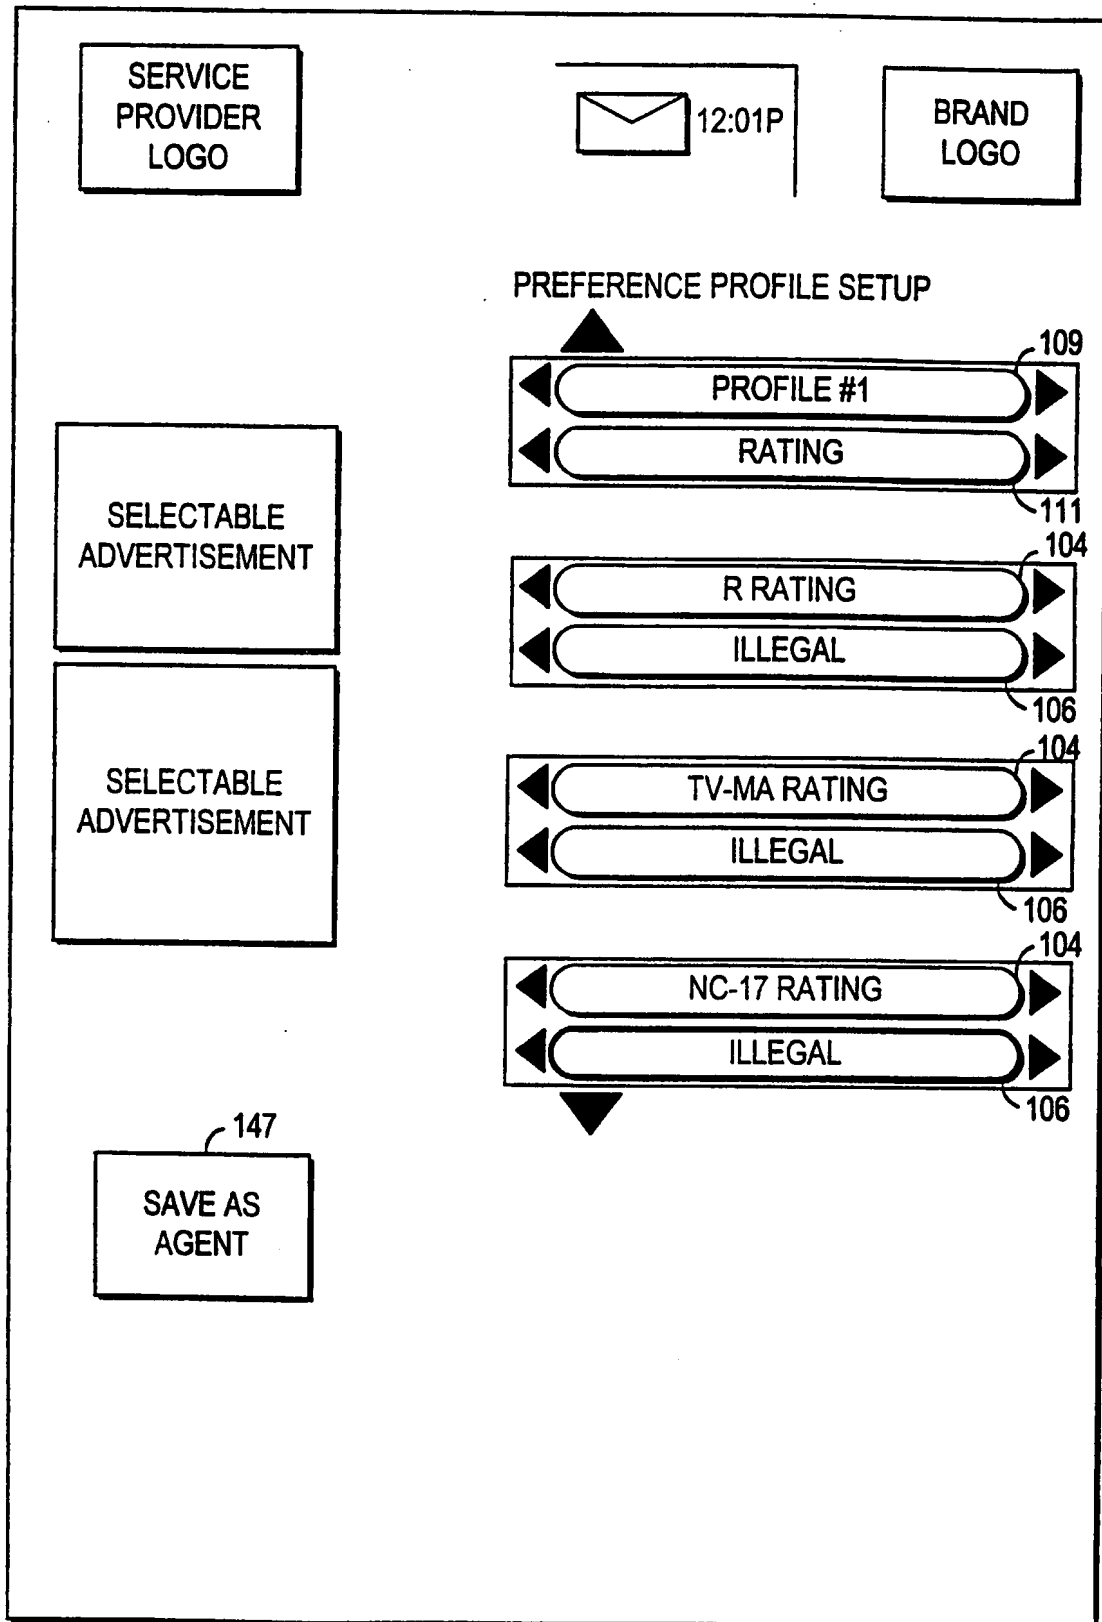 SERVICE
PROVIDER
LOGO
12:01P
BRAND
LOGO
PREFERENCE PROFILE SETUP
109
PROFILE #1
RATING
111
SELECTABLE
ADVERTISEMENT
104
R RATING
ILLEGAL
106
SELECTABLE
ADVERTISEMENT
104
TV-MA RATING
ILLEGAL
106
104
NC-17 RATING
ILLEGAL
106
147
SAVE AS
AGENT